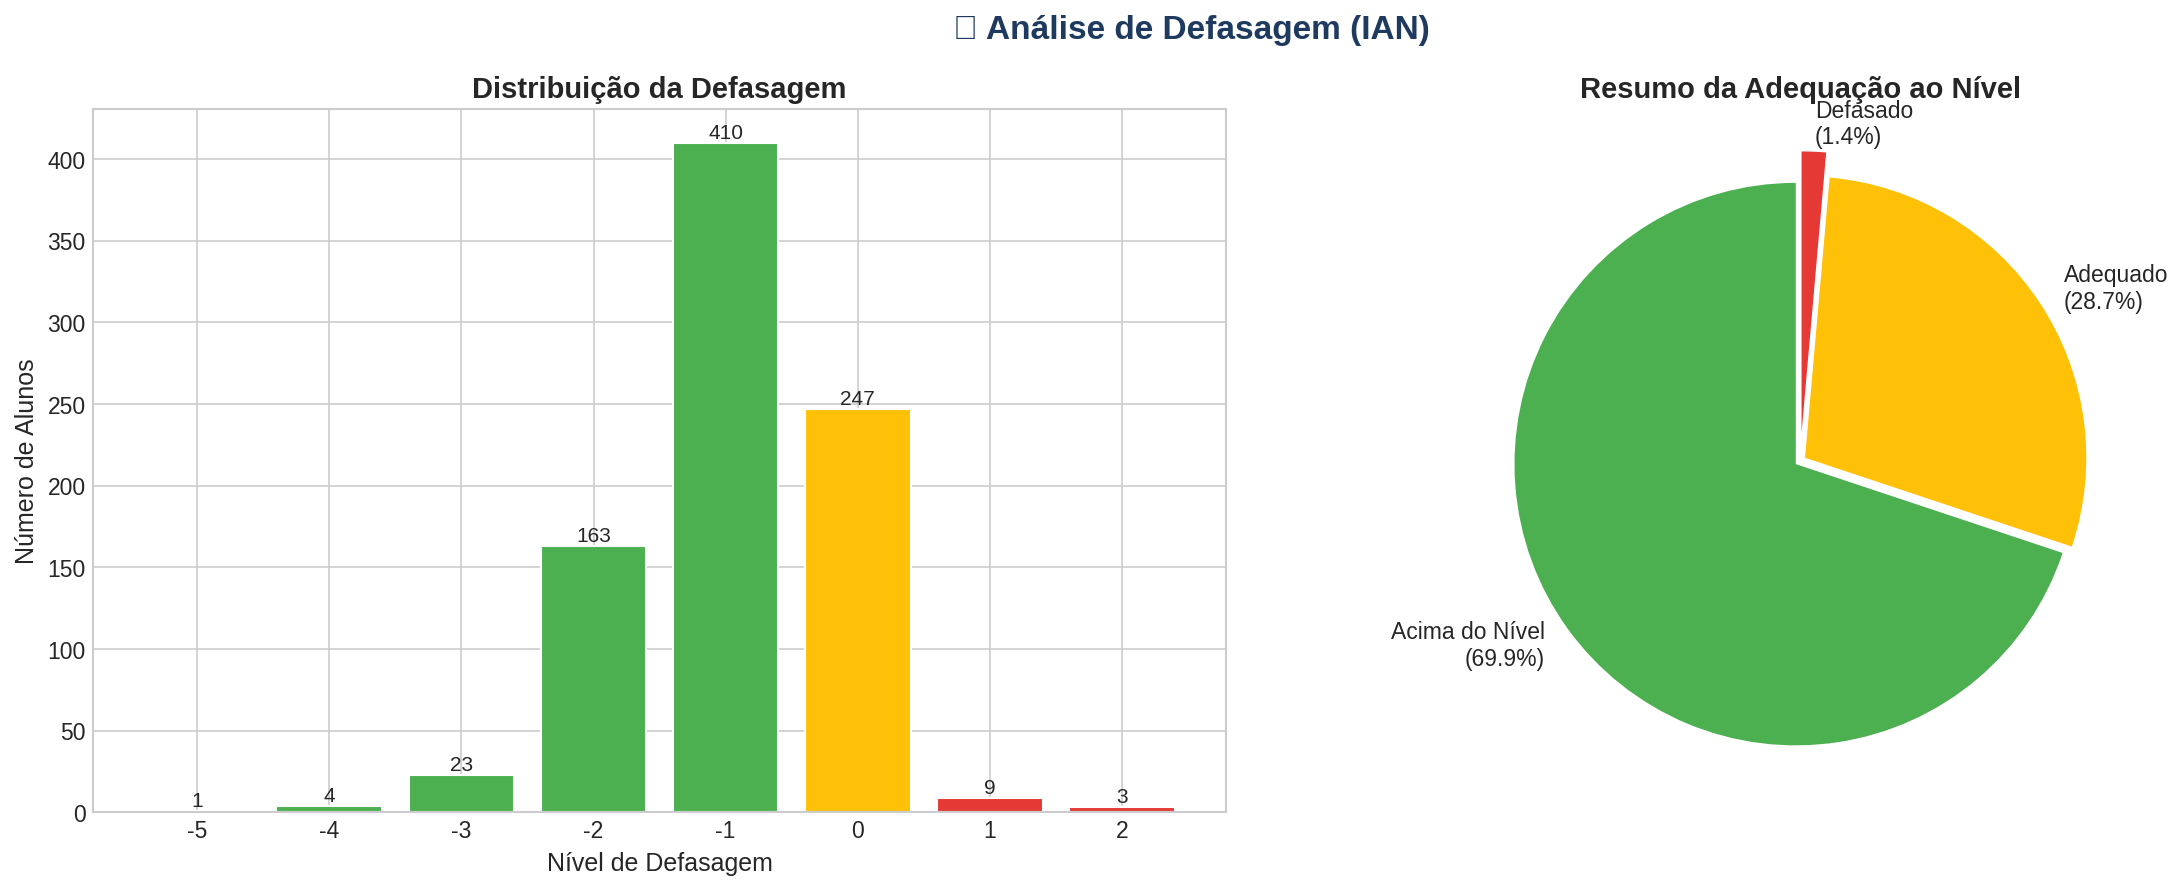 Análise de Defasagem (IAN)
Distribuição da Defasagem
Número de Alunos
400
350
300
250
200
150
100
50
0
1
4
23
163
410
247
9
3
-5 -4 -3 -2 -1 0 1 2
Nível de Defasagem
Resumo da Adequação ao Nível
Defasado
(1.4%)
Adequado
(28.7%)
Acima do Nível
(69.9%)